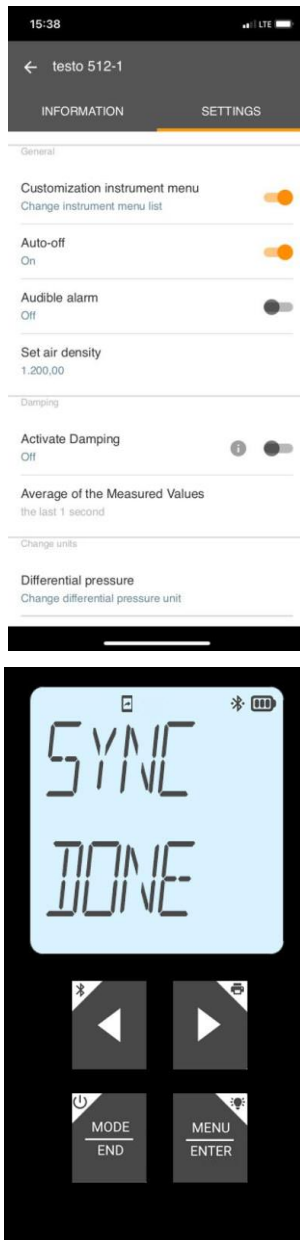 15:38
LTE
testo 512-1
INFORMATION SETTINGS
General
Customization instrument menu
Change instrument menu list
Auto-off
On
Audible alarm
Off
Set air density
1.200,00
Damping
Activate Damping
Off
Average of the Measured Values
the last 1 second
Change units
Differential pressure
Change differential pressure unit
SYNC
DONE
MODE
END
MENU
ENTER